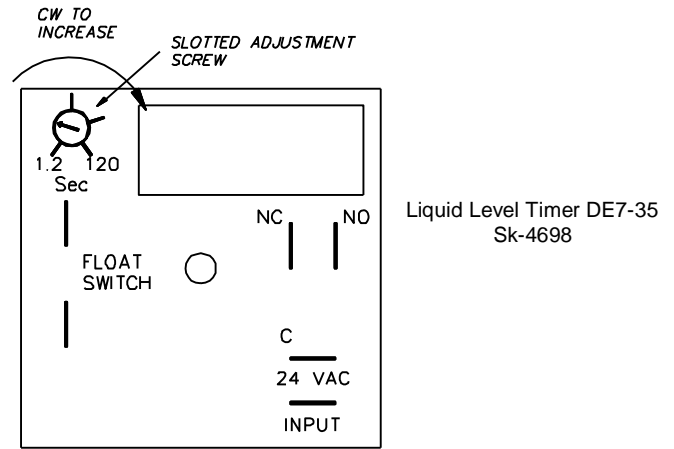 CW TO
INCREASE
SLOTTED ADJUSTMENT
SCREW
1.2 120
Sec
NC NO
FLOAT
SWITCH
C
24 VAC
INPUT
Liquid Level Timer DE7-35
Sk-4698